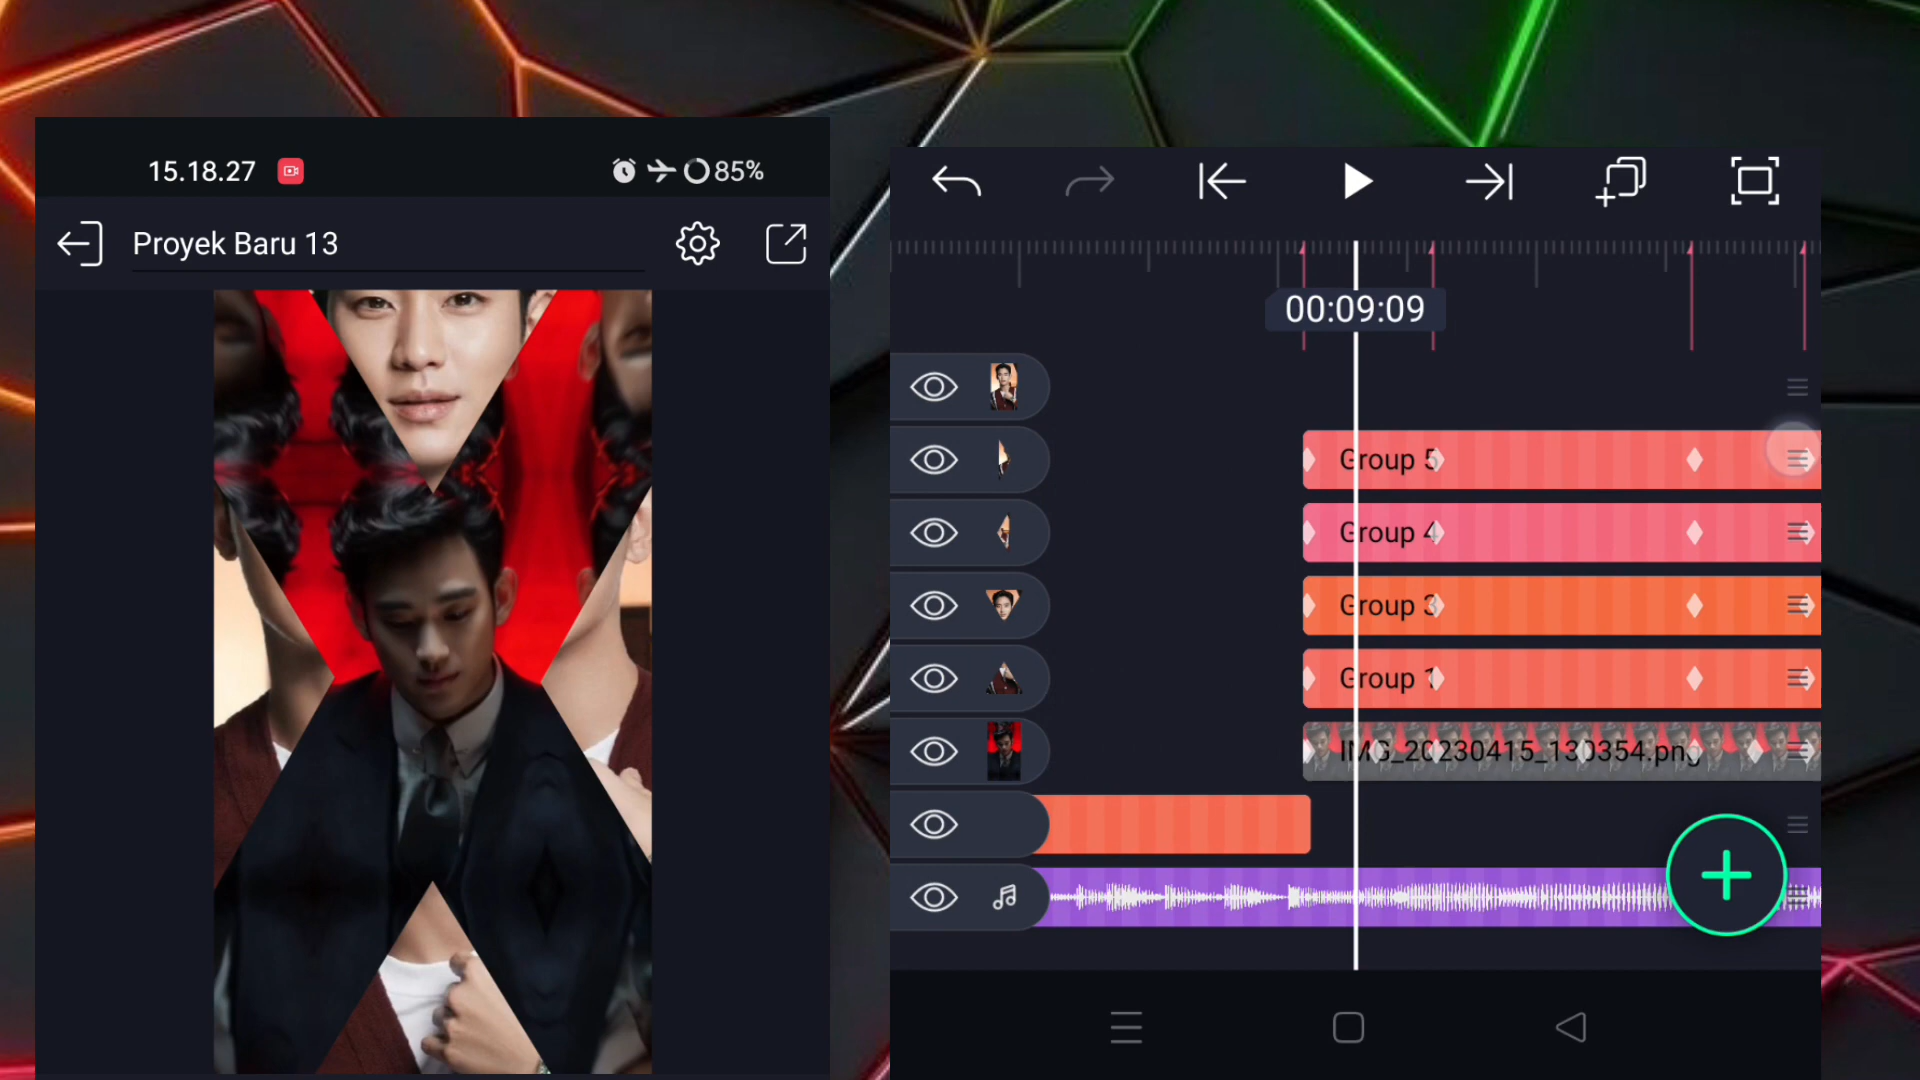 15.18.27
85%
Proyek Baru 13
00:09:09
Group 5
Group 4
Group 3
Group 1
IMG_20230415_130354.png